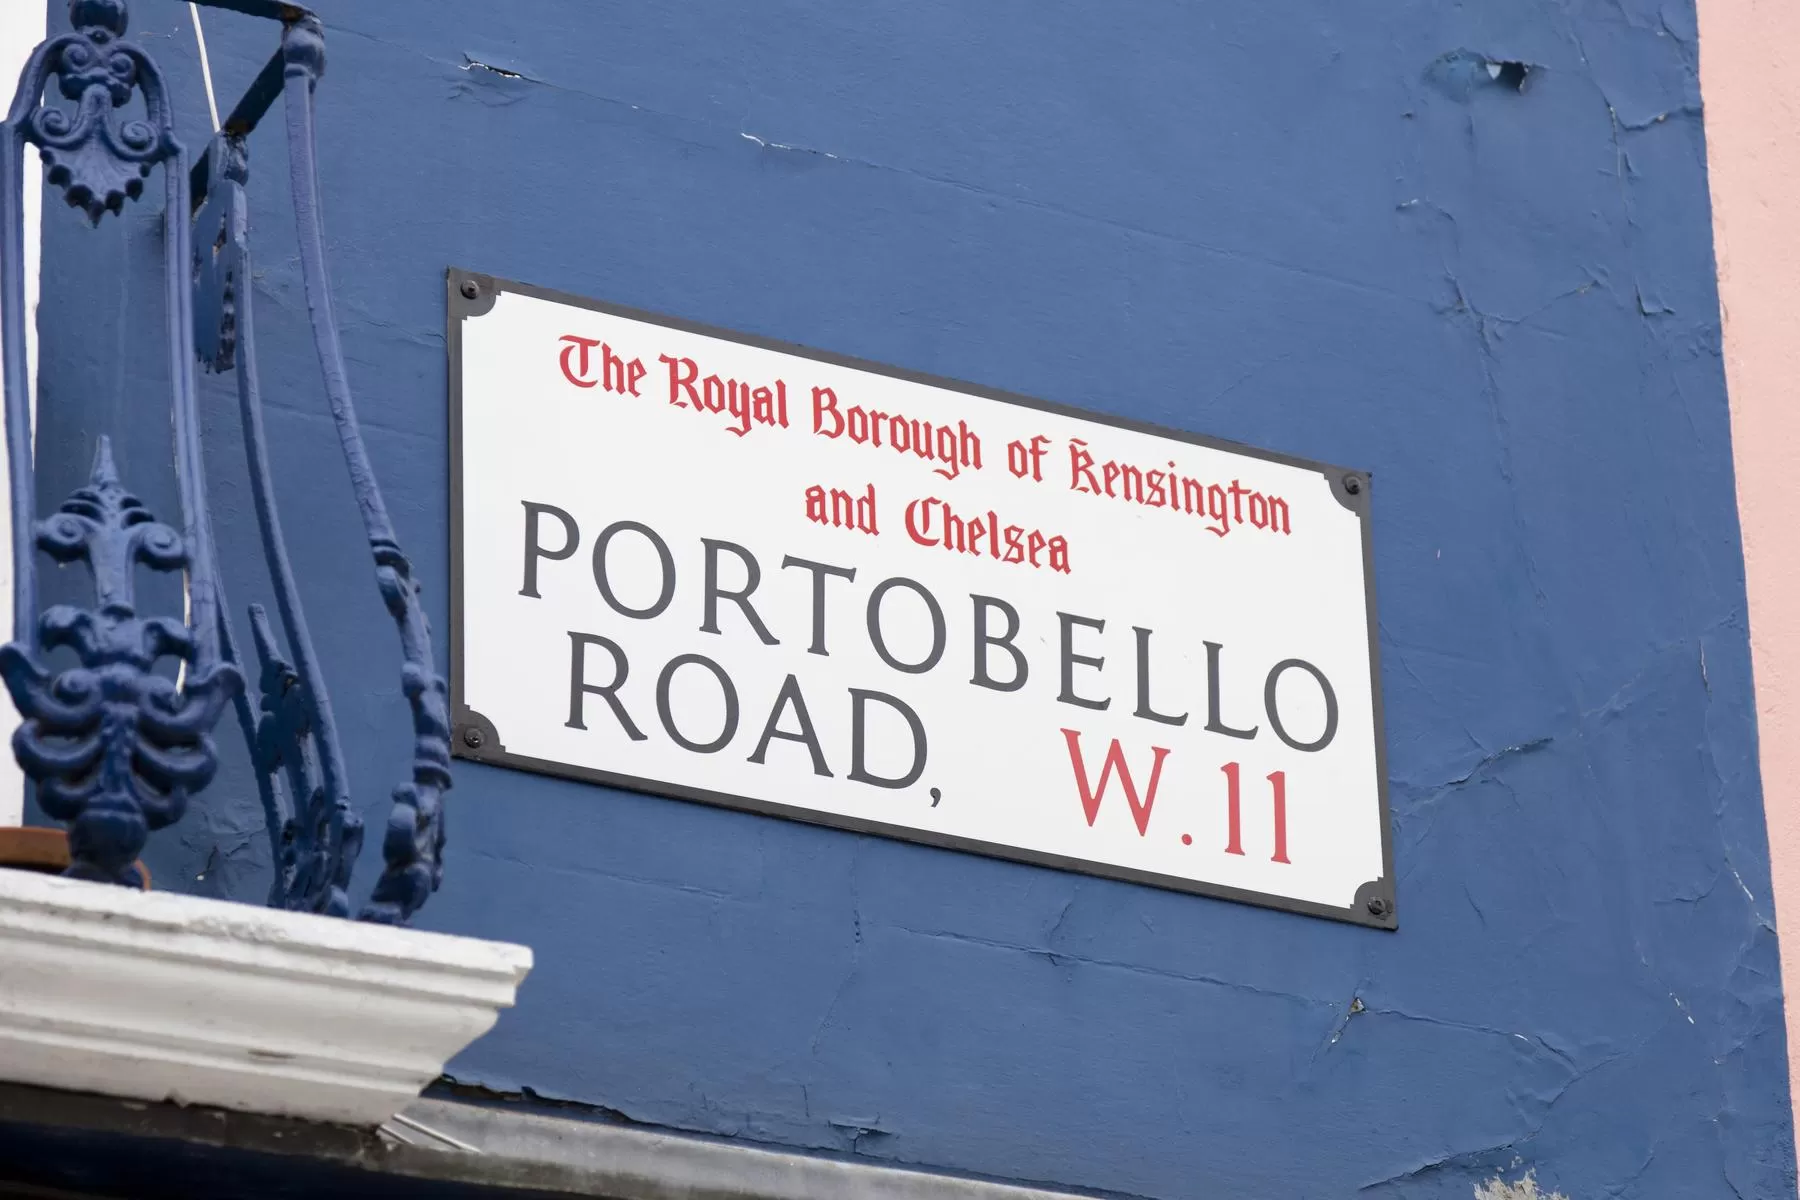 The Royal Borough of Kensington
and Chelsea
PORTOBELLO
ROAD, W.11